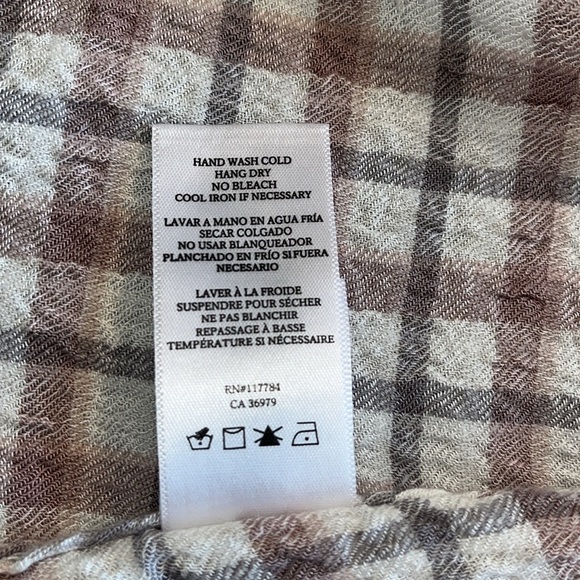 HAND WASH COLD
HANG DRY
NO BLEACH
COOL IRON IF NECESSARY
LAVAR A MANO EN AGUA FRÍA
SECAR COLGADO
NO USAR BLANQUEADOR
PLANCHADO EN FRÍO SI FUERA
NECESARIO
LAVER À LA FROIDE
SUSPENDRE POUR SÉCHER
NE PAS BLANCHIR
REPASSAGE À BASSE
TEMPÉRATURE SI NÉCESSAIRE
RN#117784
CA 36979